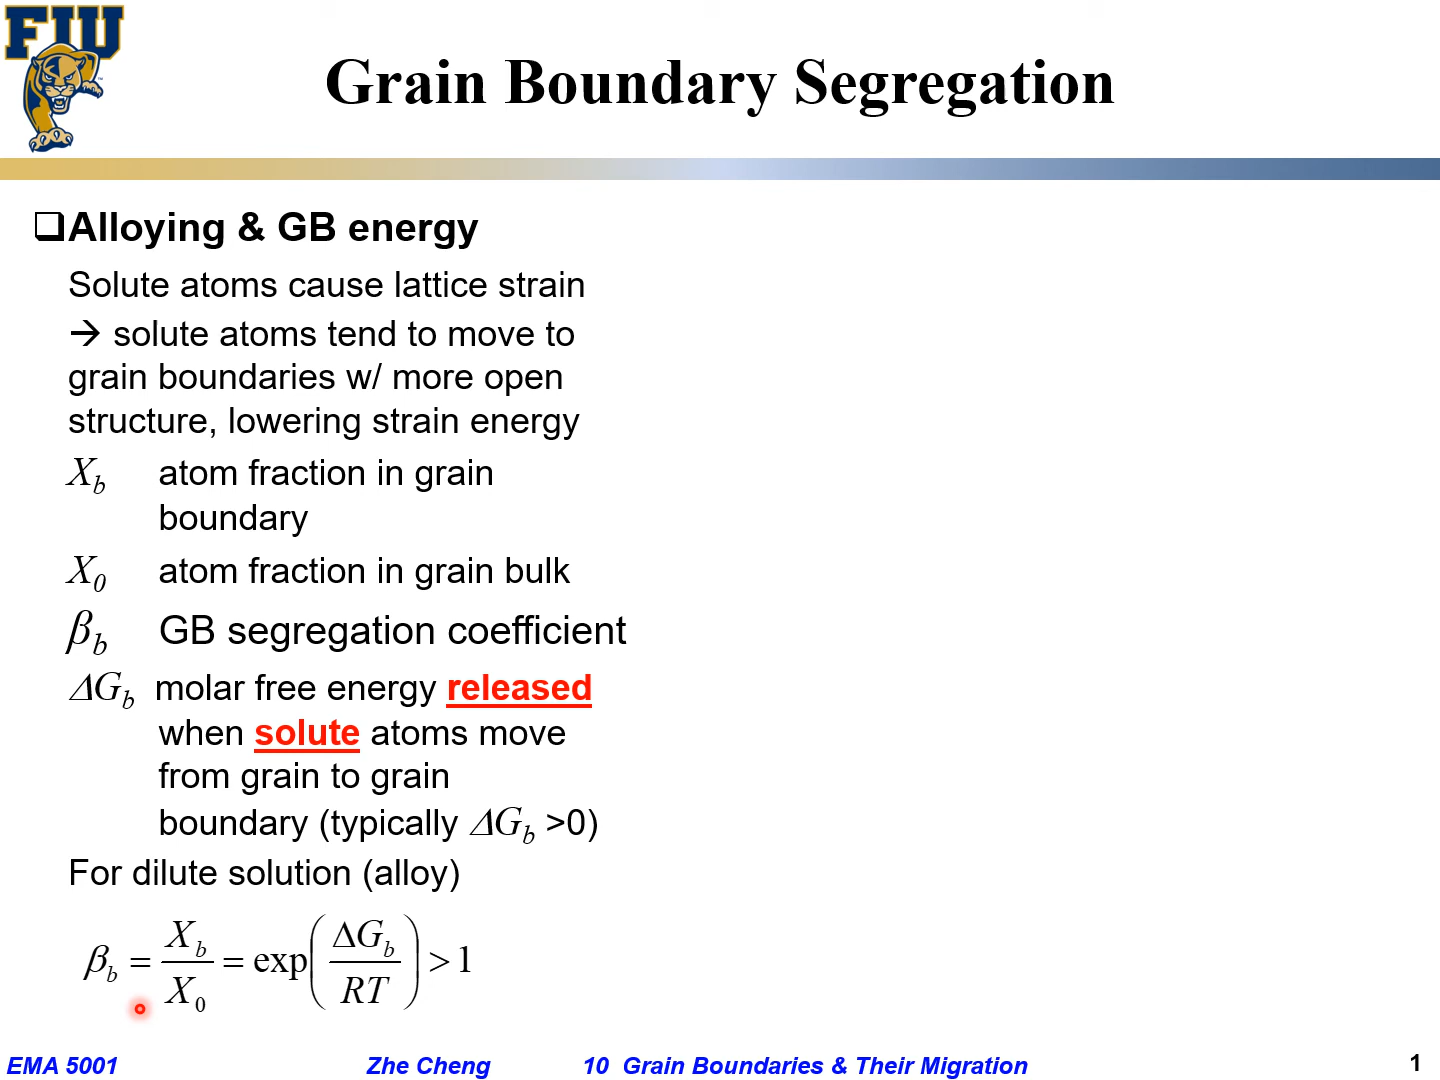 FIU
Grain Boundary Segregation
❑Alloying & GB energy
Solute atoms cause lattice strain
→ solute atoms tend to move to
grain boundaries w/ more open
structure, lowering strain energy
X_b atom fraction in grain
boundary
X_0 atom fraction in grain bulk
β_b GB segregation coefficient
ΔG_b molar free energy released
when solute atoms move
from grain to grain
boundary (typically ΔG_b >0)
For dilute solution (alloy)
β_b = X_b / X_0 = exp(ΔG_b / RT) > 1
EMA 5001 Zhe Cheng 10 Grain Boundaries & Their Migration 1